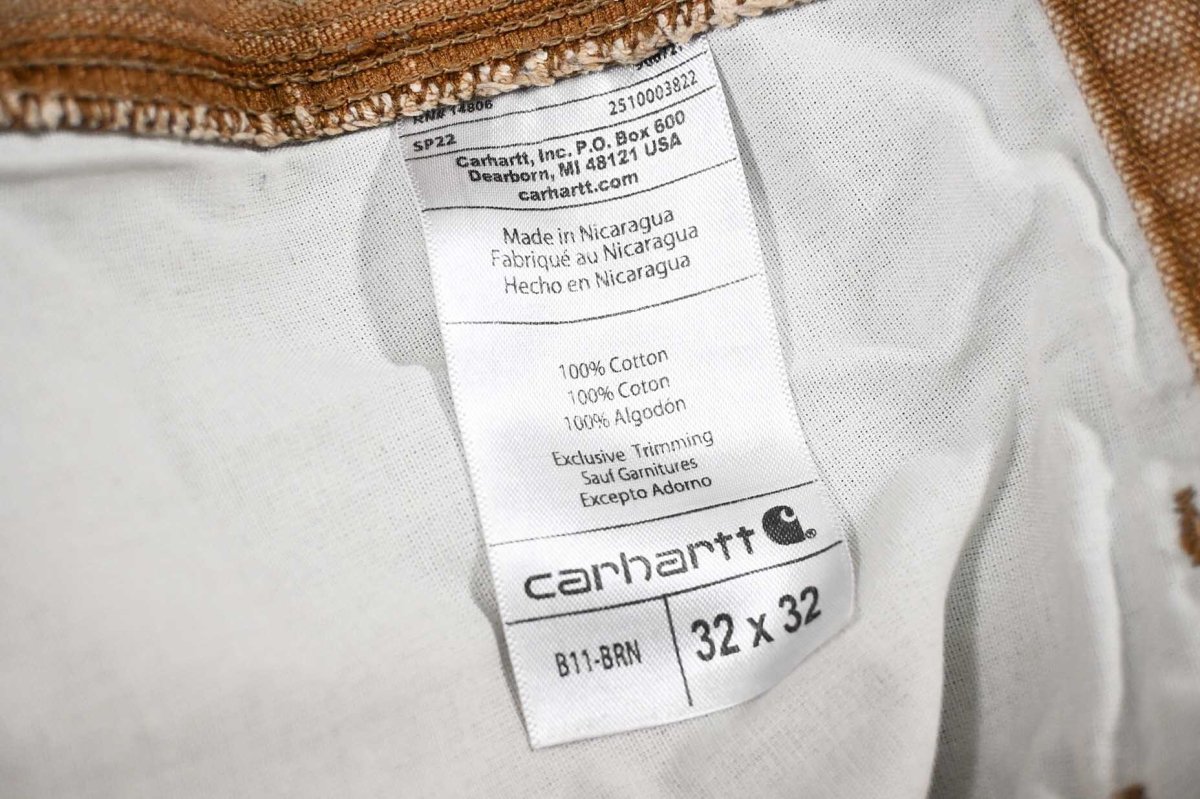 RN# 14806
2510003822
SP22
Carhartt, Inc. P.O. Box 600
Dearborn, MI 48121 USA
carhartt.com
Made in Nicaragua
Fabriqué au Nicaragua
Hecho en Nicaragua
100% Cotton
100% Coton
100% Algodón
Exclusive Trimming
Sauf Garnitures
Excepto Adorno
carhartt
B11-BRN
32 x 32